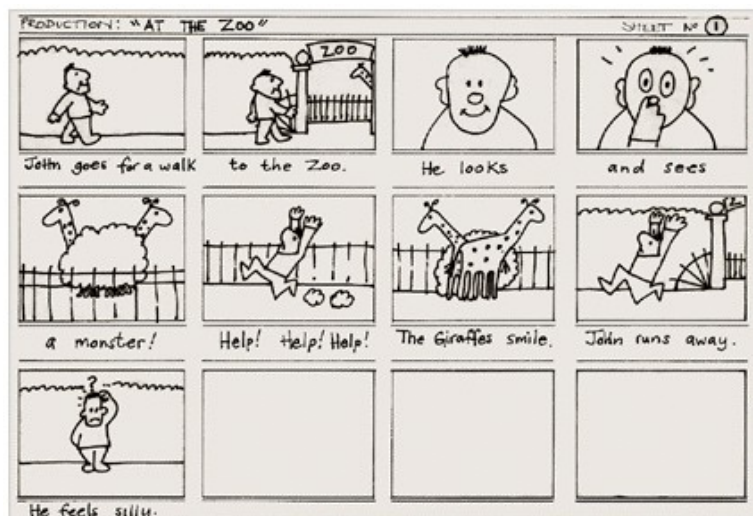 PRODUCTION: "AT THE ZOO"
SHEET No 1
ZOO
John goes for a walk
to the Zoo.
He looks
and sees
a monster!
Help! Help! Help!
The Giraffes smile.
John runs away.
?
He feels silly.